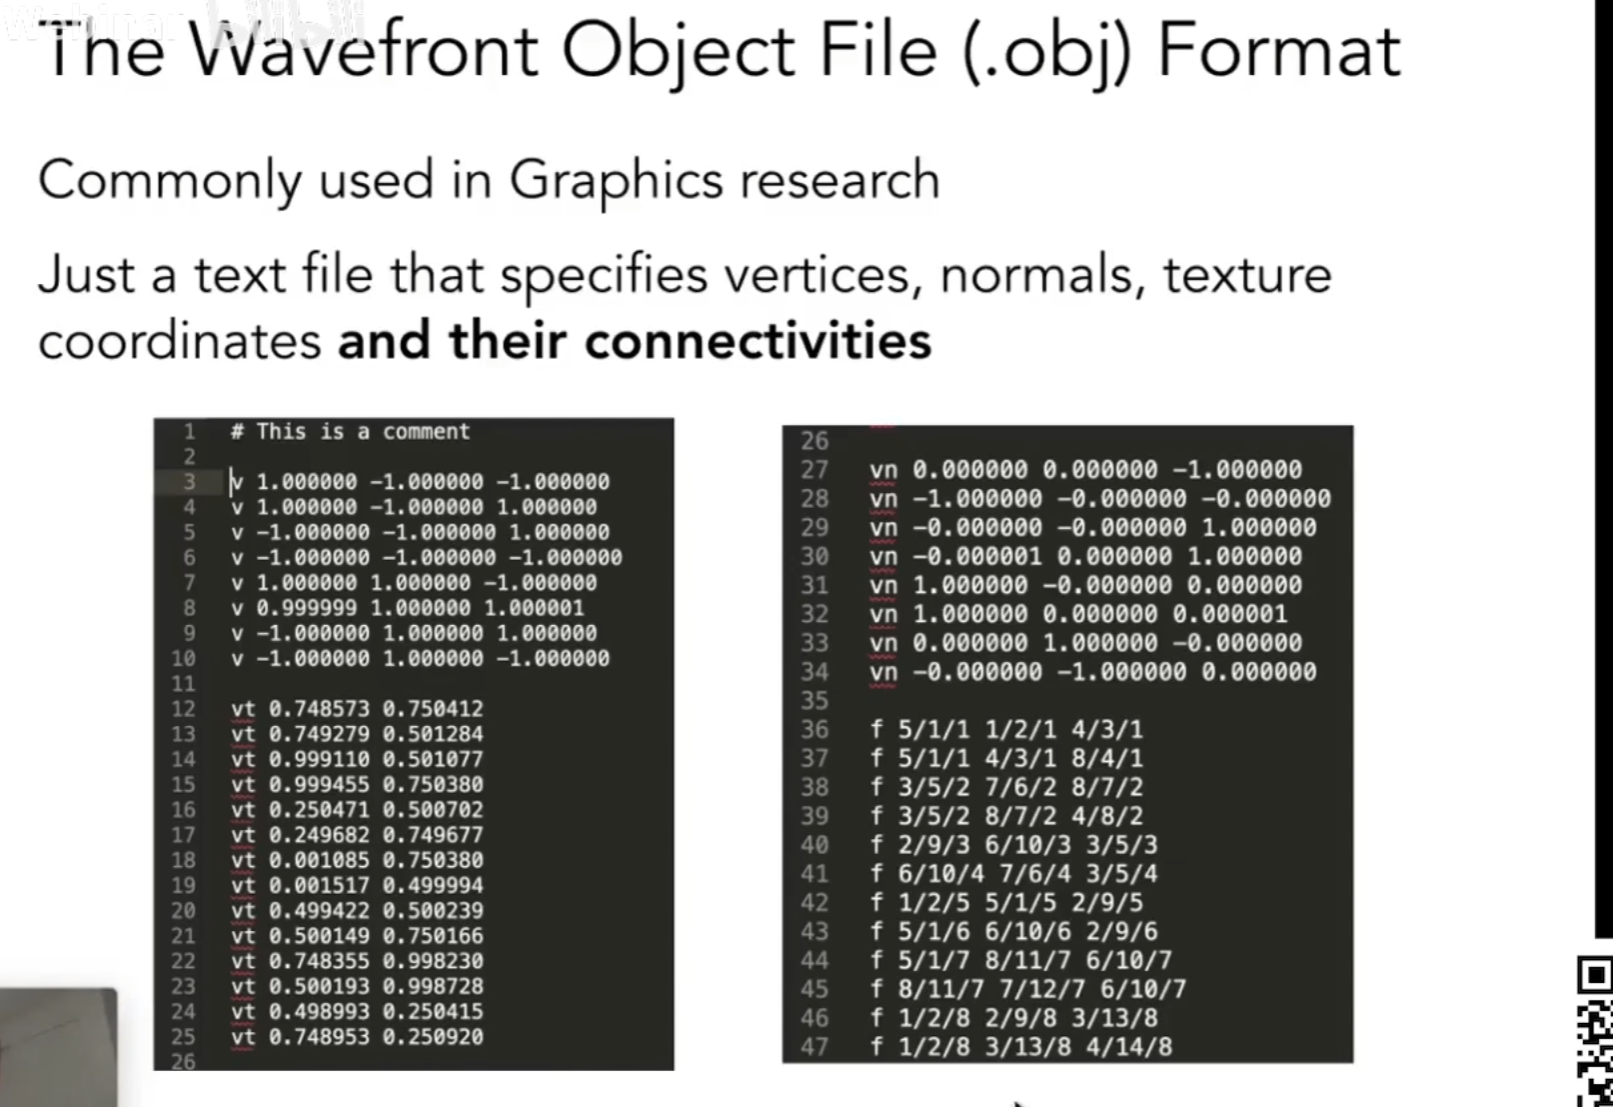 Webinar bilibili
The Wavefront Object File (.obj) Format
Commonly used in Graphics research
Just a text file that specifies vertices, normals, texture
coordinates and their connectivities
1 # This is a comment
2
3 v 1.000000 -1.000000 -1.000000
4 v 1.000000 -1.000000 1.000000
5 v -1.000000 -1.000000 1.000000
6 v -1.000000 -1.000000 -1.000000
7 v 1.000000 1.000000 -1.000000
8 v 0.999999 1.000000 1.000001
9 v -1.000000 1.000000 1.000000
10 v -1.000000 1.000000 -1.000000
11
12 vt 0.748573 0.750412
13 vt 0.749279 0.501284
14 vt 0.999110 0.501077
15 vt 0.999455 0.750380
16 vt 0.250471 0.500702
17 vt 0.249682 0.749677
18 vt 0.001085 0.750380
19 vt 0.001517 0.499994
20 vt 0.499422 0.500239
21 vt 0.500149 0.750166
22 vt 0.748355 0.998230
23 vt 0.500193 0.998728
24 vt 0.498993 0.250415
25 vt 0.748953 0.250920
26
26
27 vn 0.000000 0.000000 -1.000000
28 vn -1.000000 -0.000000 -0.000000
29 vn -0.000000 -0.000000 1.000000
30 vn -0.000001 0.000000 1.000000
31 vn 1.000000 -0.000000 0.000000
32 vn 1.000000 0.000000 0.000001
33 vn 0.000000 1.000000 -0.000000
34 vn -0.000000 -1.000000 0.000000
35
36 f 5/1/1 1/2/1 4/3/1
37 f 5/1/1 4/3/1 8/4/1
38 f 3/5/2 7/6/2 8/7/2
39 f 3/5/2 8/7/2 4/8/2
40 f 2/9/3 6/10/3 3/5/3
41 f 6/10/4 7/6/4 3/5/4
42 f 1/2/5 5/1/5 2/9/5
43 f 5/1/6 6/10/6 2/9/6
44 f 5/1/7 8/11/7 6/10/7
45 f 8/11/7 7/12/7 6/10/7
46 f 1/2/8 2/9/8 3/13/8
47 f 1/2/8 3/13/8 4/14/8